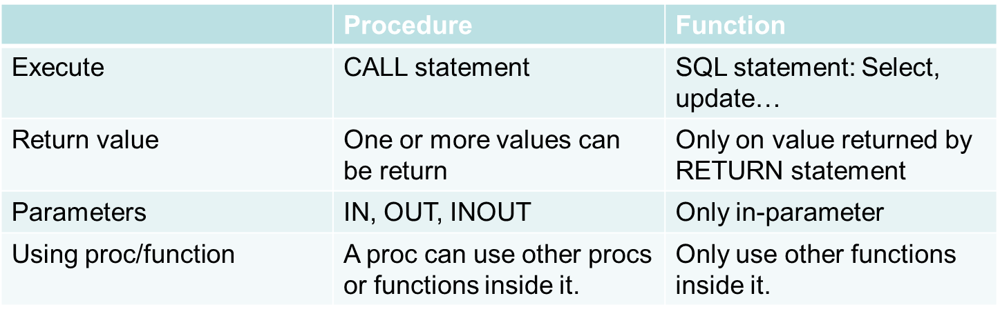 Procedure Function
Execute CALL statement SQL statement: Select,
update…
Return value One or more values can Only on value returned by
be return RETURN statement
Parameters IN, OUT, INOUT Only in-parameter
Using proc/function A proc can use other procs Only use other functions
or functions inside it. inside it.